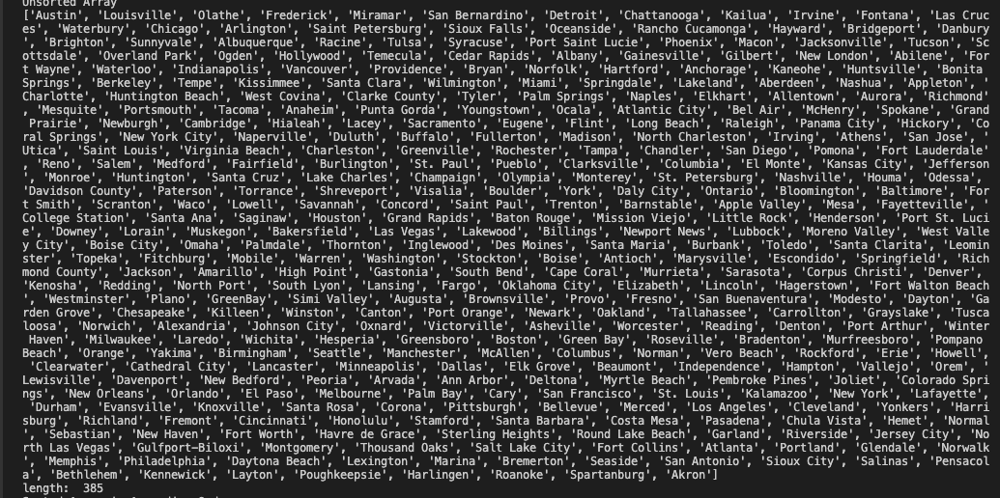 Unsorted Array
['Austin', 'Louisville', 'Olathe', 'Frederick', 'Miramar', 'San Bernardino', 'Detroit', 'Chattanooga', 'Kailua', 'Irvine', 'Fontana', 'Las Cruc
es', 'Waterbury', 'Chicago', 'Arlington', 'Saint Petersburg', 'Sioux Falls', 'Oceanside', 'Rancho Cucamonga', 'Hayward', 'Bridgeport', 'Danbury
', 'Brighton', 'Sunnyvale', 'Albuquerque', 'Racine', 'Tulsa', 'Syracuse', 'Port Saint Lucie', 'Phoenix', 'Macon', 'Jacksonville', 'Tucson', 'Sc
ottsdale', 'Overland Park', 'Ogden', 'Hollywood', 'Temecula', 'Cedar Rapids', 'Albany', 'Gainesville', 'Gilbert', 'New London', 'Abilene', 'For
t Wayne', 'Waterloo', 'Indianapolis', 'Vancouver', 'Providence', 'Bryan', 'Norfolk', 'Hartford', 'Anchorage', 'Kaneohe', 'Huntsville', 'Bonita
Springs', 'Berkeley', 'Tempe', 'Kissimmee', 'Santa Clara', 'Wilmington', 'Miami', 'Springdale', 'Lakeland', 'Aberdeen', 'Nashua', 'Appleton', '
Charlotte', 'Huntington Beach', 'West Covina', 'Clarke County', 'Tyler', 'Palm Springs', 'Naples', 'Elkhart', 'Allentown', 'Aurora', 'Richmond'
, 'Mesquite', 'Portsmouth', 'Tacoma', 'Anaheim', 'Punta Gorda', 'Youngstown', 'Ocala', 'Atlantic City', 'Bel Air', 'McHenry', 'Spokane', 'Grand
 Prairie', 'Newburgh', 'Cambridge', 'Hialeah', 'Lacey', 'Sacramento', 'Eugene', 'Flint', 'Long Beach', 'Raleigh', 'Panama City', 'Hickory', 'Co
ral Springs', 'New York City', 'Naperville', 'Duluth', 'Buffalo', 'Fullerton', 'Madison', 'North Charleston', 'Irving', 'Athens', 'San Jose', '
Utica', 'Saint Louis', 'Virginia Beach', 'Charleston', 'Greenville', 'Rochester', 'Tampa', 'Chandler', 'San Diego', 'Pomona', 'Fort Lauderdale'
, 'Reno', 'Salem', 'Medford', 'Fairfield', 'Burlington', 'St. Paul', 'Pueblo', 'Clarksville', 'Columbia', 'El Monte', 'Kansas City', 'Jefferson
', 'Monroe', 'Huntington', 'Santa Cruz', 'Lake Charles', 'Champaign', 'Olympia', 'Monterey', 'St. Petersburg', 'Nashville', 'Houma', 'Odessa',
'Davidson County', 'Paterson', 'Torrance', 'Shreveport', 'Visalia', 'Boulder', 'York', 'Daly City', 'Ontario', 'Bloomington', 'Baltimore', 'For
t Smith', 'Scranton', 'Waco', 'Lowell', 'Savannah', 'Concord', 'Saint Paul', 'Trenton', 'Barnstable', 'Apple Valley', 'Mesa', 'Fayetteville', '
College Station', 'Santa Ana', 'Saginaw', 'Houston', 'Grand Rapids', 'Baton Rouge', 'Mission Viejo', 'Little Rock', 'Henderson', 'Port St. Luci
e', 'Downey', 'Lorain', 'Muskegon', 'Bakersfield', 'Las Vegas', 'Lakewood', 'Billings', 'Newport News', 'Lubbock', 'Moreno Valley', 'West Valle
y City', 'Boise City', 'Omaha', 'Palmdale', 'Thornton', 'Inglewood', 'Des Moines', 'Santa Maria', 'Burbank', 'Toledo', 'Santa Clarita', 'Leomin
ster', 'Topeka', 'Fitchburg', 'Mobile', 'Warren', 'Washington', 'Stockton', 'Boise', 'Antioch', 'Marysville', 'Escondido', 'Springfield', 'Rich
mond County', 'Jackson', 'Amarillo', 'High Point', 'Gastonia', 'South Bend', 'Cape Coral', 'Murrieta', 'Sarasota', 'Corpus Christi', 'Denver',
'Kenosha', 'Redding', 'North Port', 'South Lyon', 'Lansing', 'Fargo', 'Oklahoma City', 'Elizabeth', 'Lincoln', 'Hagerstown', 'Fort Walton Beach
', 'Westminster', 'Plano', 'GreenBay', 'Simi Valley', 'Augusta', 'Brownsville', 'Provo', 'Fresno', 'San Buenaventura', 'Modesto', 'Dayton', 'Ga
rden Grove', 'Chesapeake', 'Killeen', 'Winston', 'Canton', 'Port Orange', 'Newark', 'Oakland', 'Tallahassee', 'Carrollton', 'Grayslake', 'Tusca
loosa', 'Norwich', 'Alexandria', 'Johnson City', 'Oxnard', 'Victorville', 'Asheville', 'Worcester', 'Reading', 'Denton', 'Port Arthur', 'Winter
 Haven', 'Milwaukee', 'Laredo', 'Wichita', 'Hesperia', 'Greensboro', 'Boston', 'Green Bay', 'Roseville', 'Bradenton', 'Murfreesboro', 'Pompano
Beach', 'Orange', 'Yakima', 'Birmingham', 'Seattle', 'Manchester', 'McAllen', 'Columbus', 'Norman', 'Vero Beach', 'Rockford', 'Erie', 'Howell',
 'Clearwater', 'Cathedral City', 'Lancaster', 'Minneapolis', 'Dallas', 'Elk Grove', 'Beaumont', 'Independence', 'Hampton', 'Vallejo', 'Orem', '
Lewisville', 'Davenport', 'New Bedford', 'Peoria', 'Arvada', 'Ann Arbor', 'Deltona', 'Myrtle Beach', 'Pembroke Pines', 'Joliet', 'Colorado Spri
ngs', 'New Orleans', 'Orlando', 'El Paso', 'Melbourne', 'Palm Bay', 'Cary', 'San Francisco', 'St. Louis', 'Kalamazoo', 'New York', 'Lafayette',
 'Durham', 'Evansville', 'Knoxville', 'Santa Rosa', 'Corona', 'Pittsburgh', 'Bellevue', 'Merced', 'Los Angeles', 'Cleveland', 'Yonkers', 'Harri
sburg', 'Richland', 'Fremont', 'Cincinnati', 'Honolulu', 'Stamford', 'Santa Barbara', 'Costa Mesa', 'Pasadena', 'Chula Vista', 'Hemet', 'Normal
', 'Sebastian', 'New Haven', 'Fort Worth', 'Havre de Grace', 'Sterling Heights', 'Round Lake Beach', 'Garland', 'Riverside', 'Jersey City', 'No
rth Las Vegas', 'Gulfport-Biloxi', 'Montgomery', 'Thousand Oaks', 'Salt Lake City', 'Fort Collins', 'Atlanta', 'Portland', 'Glendale', 'Norwalk
', 'Memphis', 'Philadelphia', 'Daytona Beach', 'Lexington', 'Marina', 'Bremerton', 'Seaside', 'San Antonio', 'Sioux City', 'Salinas', 'Pensacol
a', 'Bethlehem', 'Kennewick', 'Layton', 'Poughkeepsie', 'Harlingen', 'Roanoke', 'Spartanburg', 'Akron']
length:  385